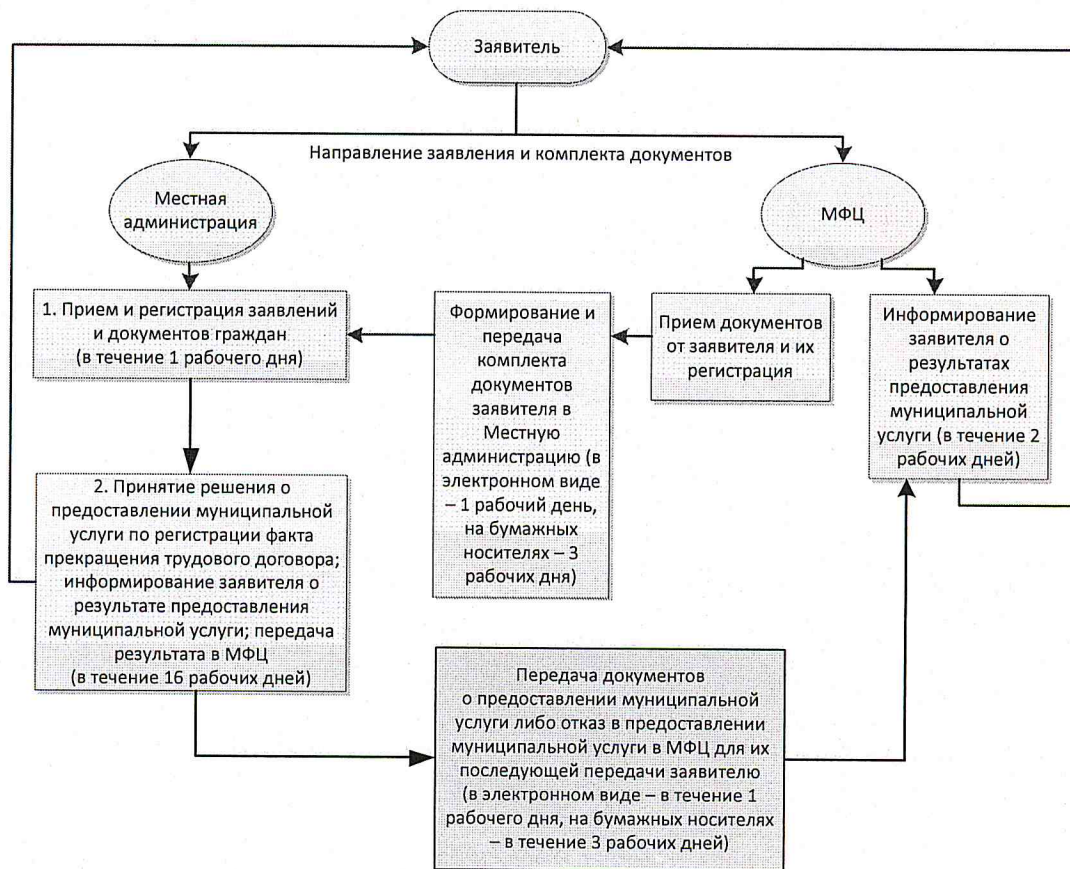 Заявитель
Направление заявления и комплекта документов
Местная
администрация
МФЦ
1. Прием и регистрация заявлений
и документов граждан
(в течение 1 рабочего дня)
Формирование и
передача
комплекта
документов
заявителя в
Местную
администрацию (в
электронном виде
– 1 рабочий день,
на бумажных
носителях – 3
рабочих дня)
Прием документов
от заявителя и их
регистрация
Информирование
заявителя о
результатах
предоставления
муниципальной
услуги (в течение 2
рабочих дней)
2. Принятие решения о
предоставлении муниципальной
услуги по регистрации факта
прекращения трудового договора;
информирование заявителя о
результате предоставления
муниципальной услуги; передача
результата в МФЦ
(в течение 16 рабочих дней)
Передача документов
о предоставлении муниципальной
услуги либо отказ в предоставлении
муниципальной услуги в МФЦ для их
последующей передачи заявителю
(в электронном виде – в течение 1
рабочего дня, на бумажных носителях
– в течение 3 рабочих дней)